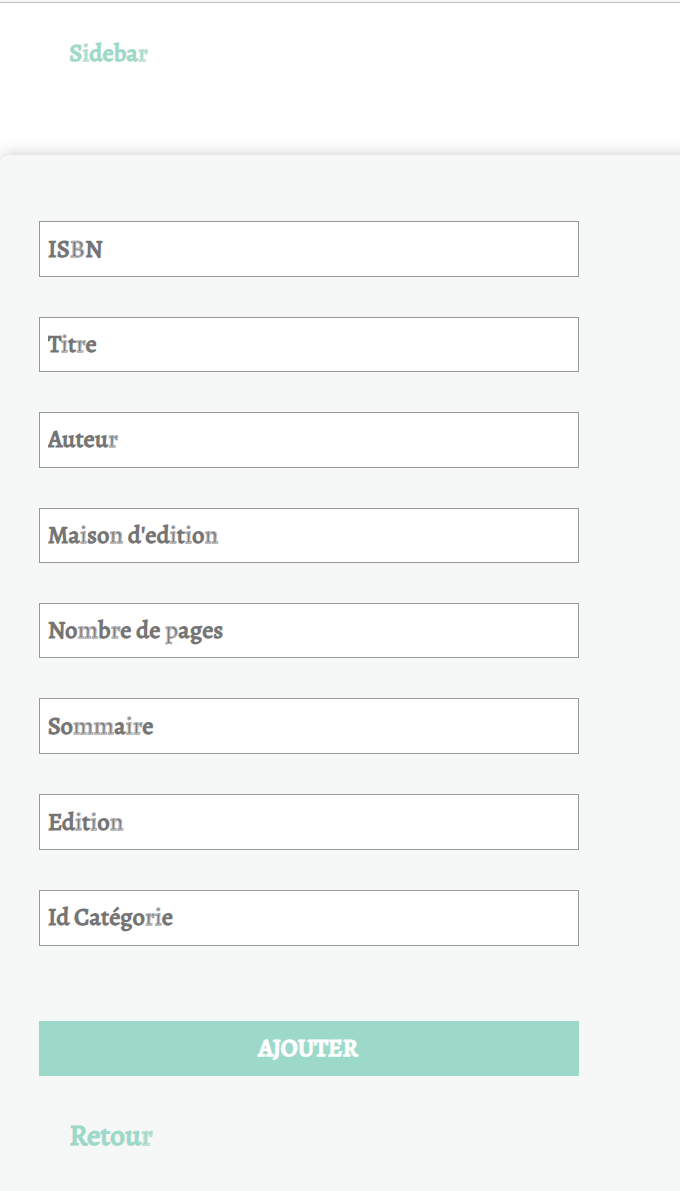 Sidebar
ISBN
Titre
Auteur
Maison d'edition
Nombre de pages
Sommaire
Edition
Id Catégorie
AJOUTER
Retour